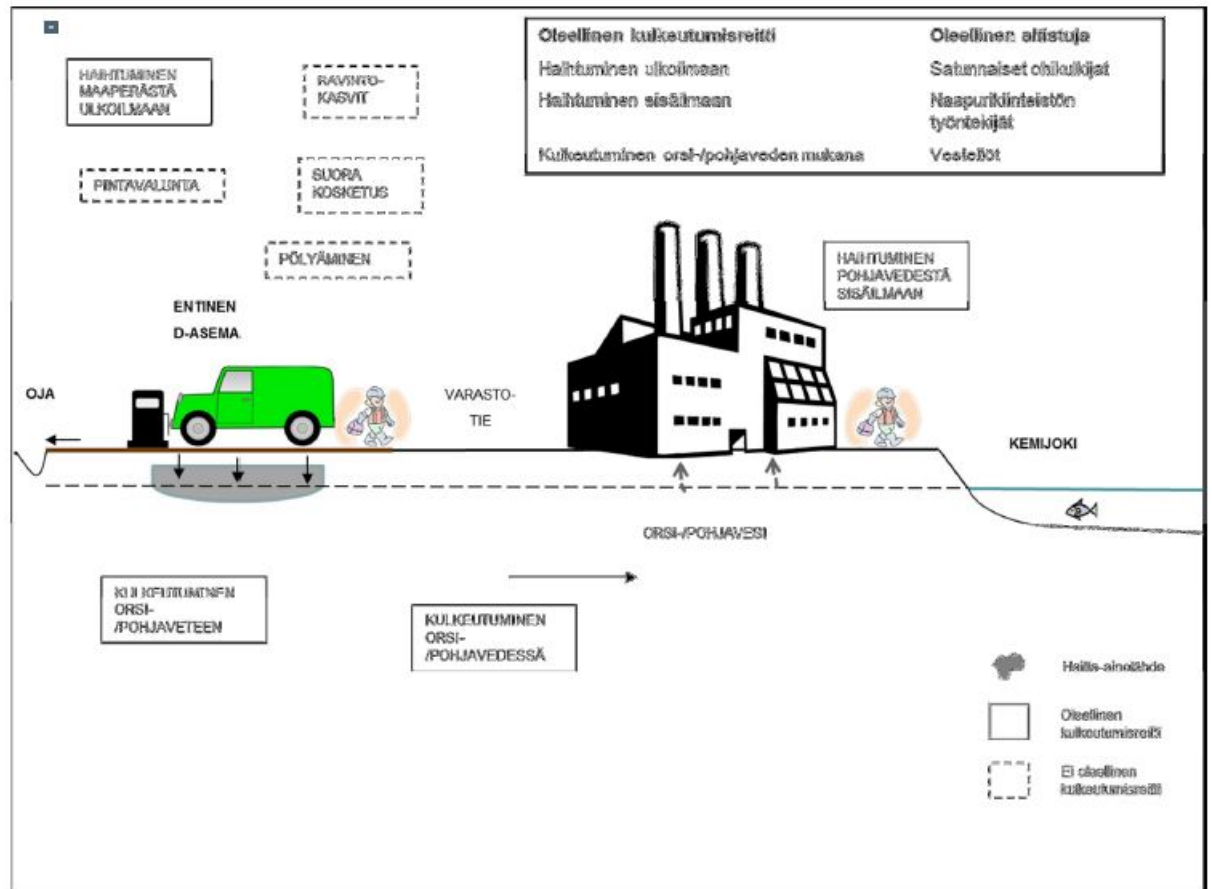 Oleellinen kulkeutumisreitti Oleellinen altistuja
Haihtuminen ulkoilmaan Satunnaiset ohikulkijat
Haihtuminen sisäilmaan Naapurikiinteistön
työntekijät
Kulkeutuminen orsi-/pohjaveden mukana Vesieliöt
HAIHTUMINEN
MAAPERÄSTÄ
ULKOILMAAN
RAVINTO-
KASVIT
PINTAVALUNTA
SUORA
KOSKETUS
PÖLYÄMINEN
HAIHTUMINEN
POHJAVEDESTÄ
SISÄILMAAN
ENTINEN
D-ASEMA
OJA
VARASTO-
TIE
KEMIJOKI
ORSI-/POHJAVESI
KULKEUTUMINEN
ORSI-
/POHJAVETEEN
KULKEUTUMINEN
ORSI-
/POHJAVEDESSÄ
Haitta-ainelähde
Oleellinen
kulkeutumisreitti
Ei oleellinen
kulkeutumisreitti